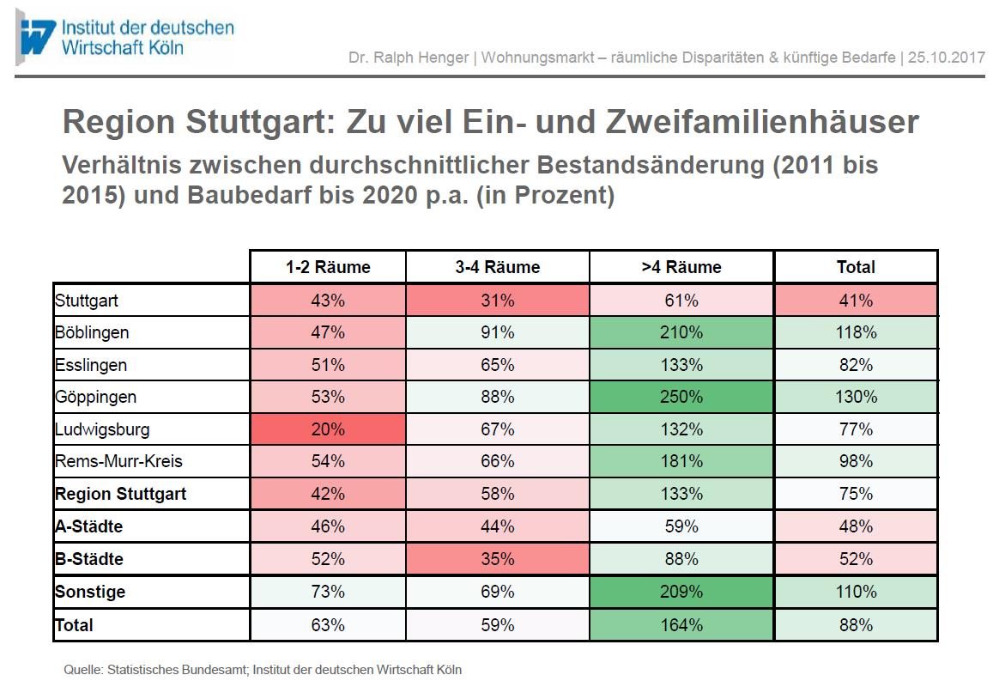 Institut der deutschen
Wirtschaft Köln
Dr. Ralph Henger | Wohnungsmarkt – räumliche Disparitäten & künftige Bedarfe | 25.10.2017
Region Stuttgart: Zu viel Ein- und Zweifamilienhäuser
Verhältnis zwischen durchschnittlicher Bestandsänderung (2011 bis
2015) und Baubedarf bis 2020 p.a. (in Prozent)
1-2 Räume 3-4 Räume >4 Räume Total
Stuttgart 43% 31% 61% 41%
Böblingen 47% 91% 210% 118%
Esslingen 51% 65% 133% 82%
Göppingen 53% 88% 250% 130%
Ludwigsburg 20% 67% 132% 77%
Rems-Murr-Kreis 54% 66% 181% 98%
Region Stuttgart 42% 58% 133% 75%
A-Städte 46% 44% 59% 48%
B-Städte 52% 35% 88% 52%
Sonstige 73% 69% 209% 110%
Total 63% 59% 164% 88%
Quelle: Statistisches Bundesamt; Institut der deutschen Wirtschaft Köln